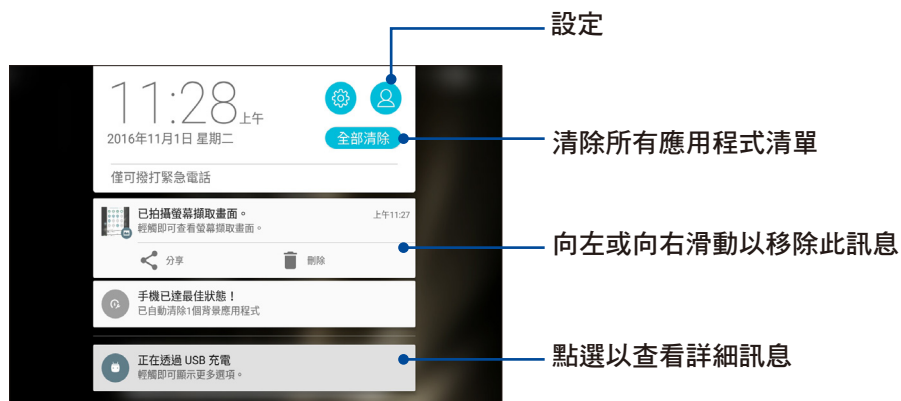 設定
11:28上午
2016年11月1日 星期二
全部清除
清除所有應用程式清單
僅可撥打緊急電話
已拍攝螢幕擷取畫面。
上午11:27
輕觸即可查看螢幕擷取畫面。
向左或向右滑動以移除此訊息
分享
刪除
手機已達最佳狀態！
已自動清除1個背景應用程式
正在透過 USB 充電
輕觸即可顯示更多選項。
點選以查看詳細訊息